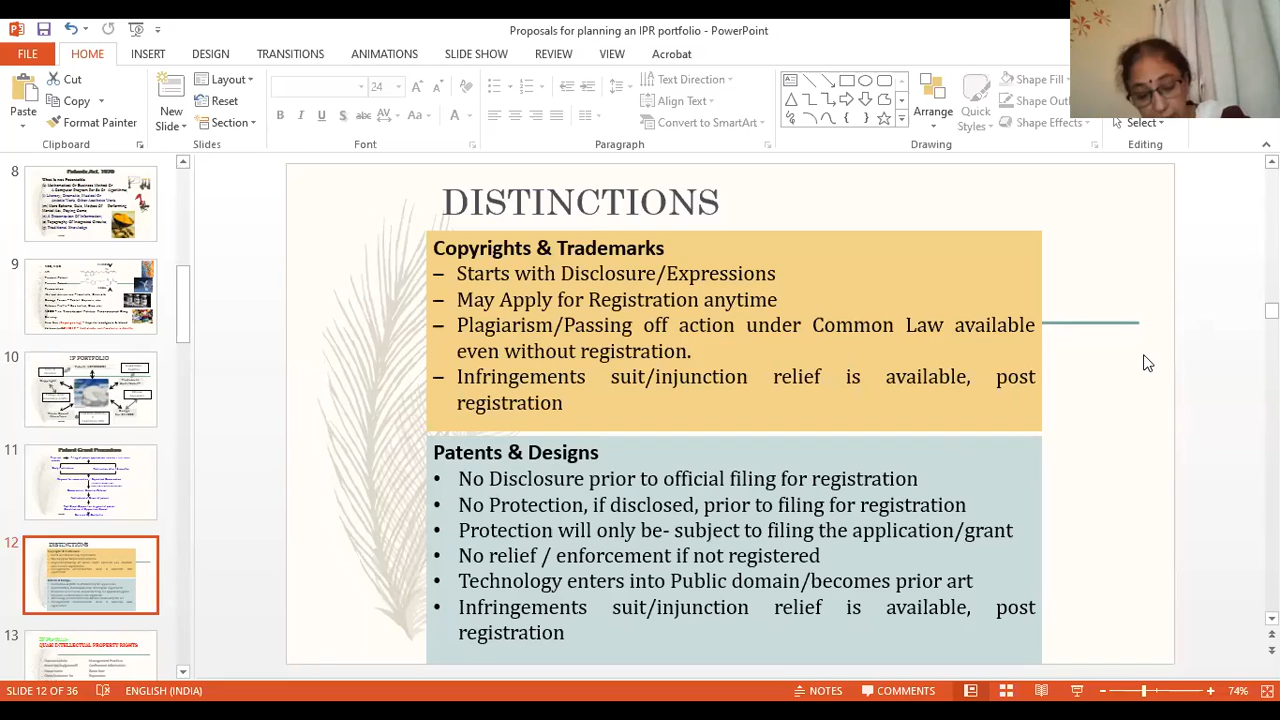 Proposals for planning an IPR portfolio - PowerPoint
FILE HOME INSERT DESIGN TRANSITIONS ANIMATIONS SLIDE SHOW REVIEW VIEW Acrobat
Cut
Copy
Format Painter
Paste
Clipboard
New
Slide
Layout
Reset
Section
Slides
24
Font
Paragraph
Text Direction
Align Text
Convert to SmartArt
Arrange
Quick
Styles
Shape Fill
Shape Effects
Drawing
Select
Editing
8
9
10
IP PORTFOLIO
11
12
DISTINCTIONS
13
DISTINCTIONS
Copyrights & Trademarks
– Starts with Disclosure/Expressions
– May Apply for Registration anytime
– Plagiarism/Passing off action under Common Law available
even without registration.
– Infringements suit/injunction relief is available, post
registration
Patents & Designs
• No Disclosure prior to official filing for registration
• No Protection, if disclosed, prior to filing for registration
• Protection will only be- subject to filing the application/grant
• No relief / enforcement if not registered
• Technology enters into Public domain/becomes prior art
• Infringements suit/injunction relief is available, post
registration
SLIDE 12 OF 36 ENGLISH (INDIA) NOTES COMMENTS 74%